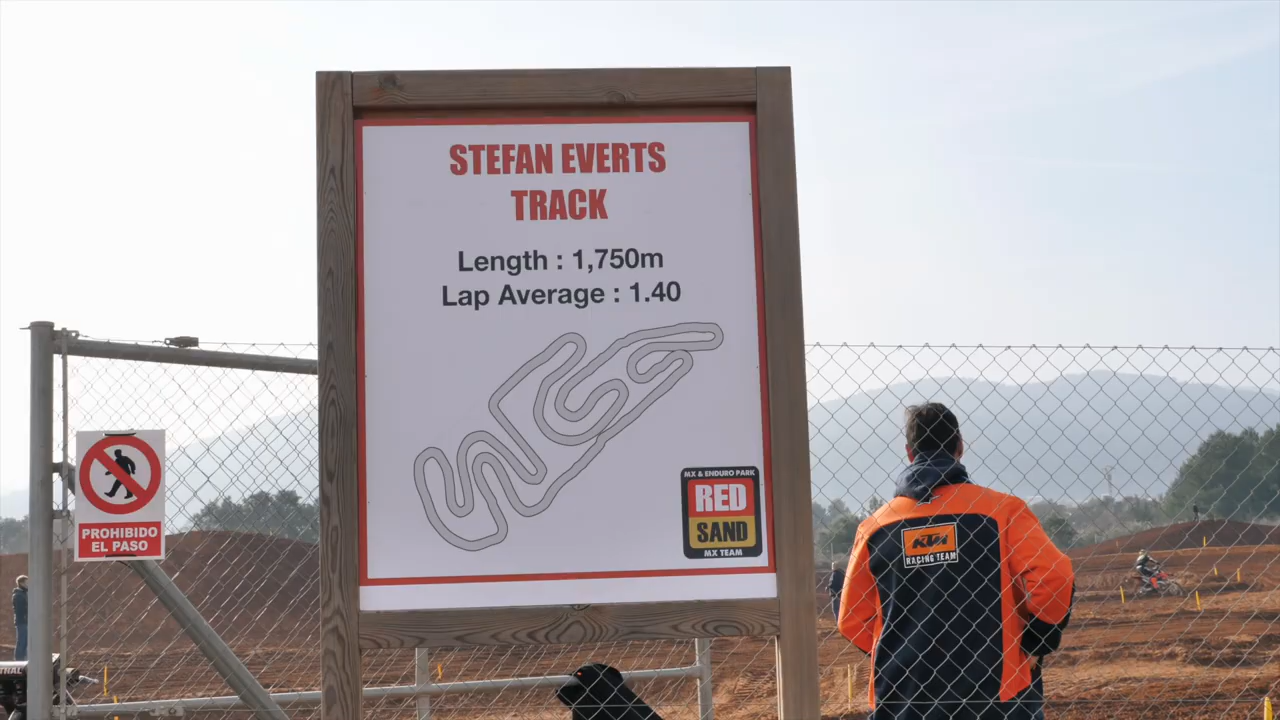 STEFAN EVERTS
TRACK
Length : 1,750m
Lap Average : 1.40
MX & ENDURO PARK
RED
SAND
MX TEAM
PROHIBIDO
EL PASO
KTM
RACING TEAM